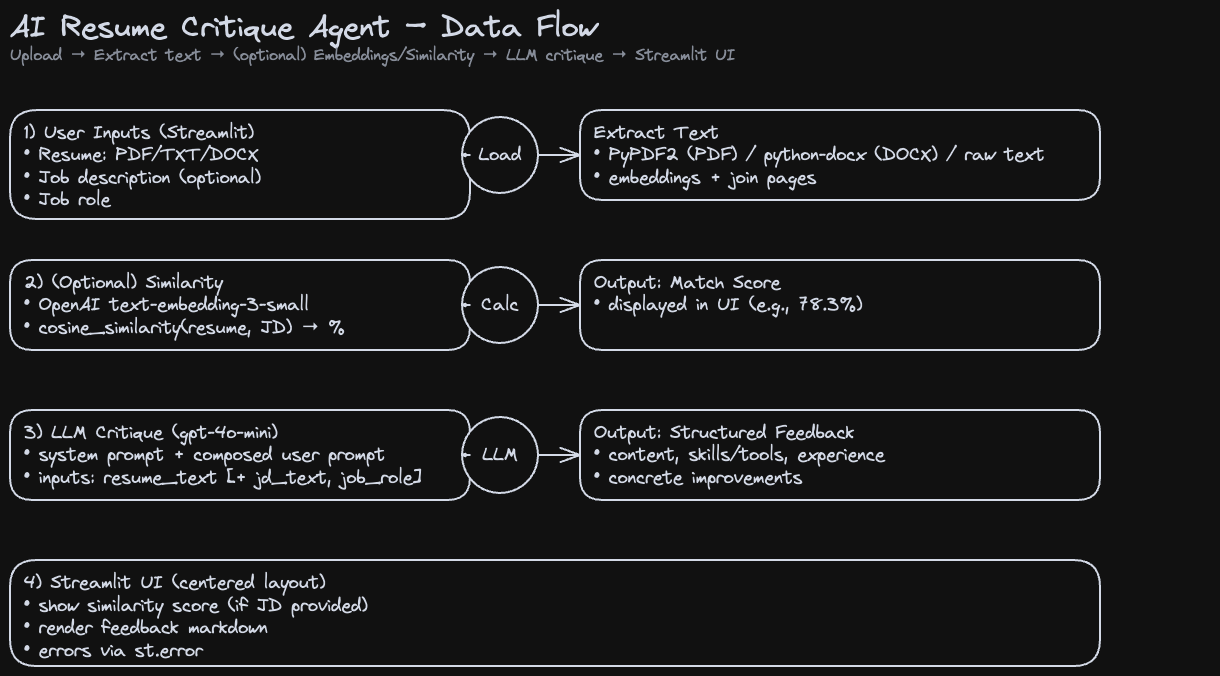 AI Resume Critique Agent — Data Flow
Upload → Extract text → (optional) Embeddings/Similarity → LLM critique → Streamlit UI
1) User Inputs (Streamlit)
• Resume: PDF/TXT/DOCX
• Job description (optional)
• Job role
Load
Extract Text
• PyPDF2 (PDF) / python-docx (DOCX) / raw text
• embeddings + join pages
2) (Optional) Similarity
• OpenAI text-embedding-3-small
• cosine_similarity(resume, JD) → %
Calc
Output: Match Score
• displayed in UI (e.g., 78.3%)
3) LLM Critique (gpt-4o-mini)
• system prompt + composed user prompt
• inputs: resume_text [+ jd_text, job_role]
LLM
Output: Structured Feedback
• content, skills/tools, experience
• concrete improvements
4) Streamlit UI (centered layout)
• show similarity score (if JD provided)
• render feedback markdown
• errors via st.error